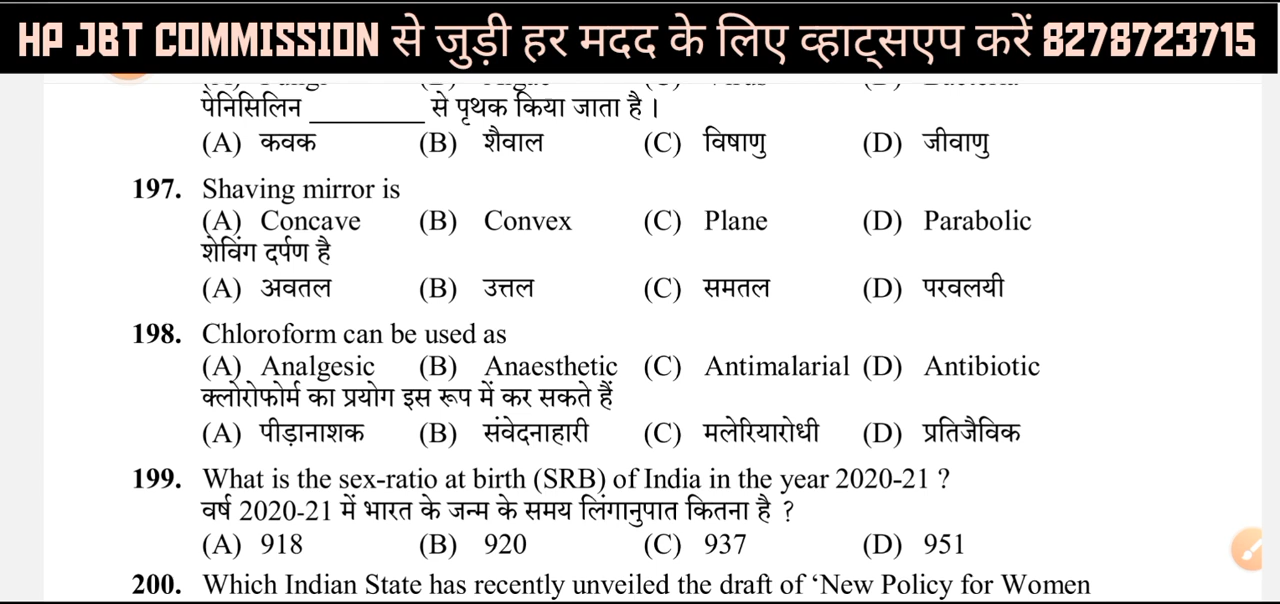 HP JBT COMMISSION से जुड़ी हर मदद के लिए व्हाट्सएप करें 8278723715
पेनिसिलिन ________ से पृथक किया जाता है ।
(A) कवक (B) शैवाल (C) विषाणु (D) जीवाणु
197. Shaving mirror is
(A) Concave (B) Convex (C) Plane (D) Parabolic
शेविंग दर्पण है
(A) अवतल (B) उत्तल (C) समतल (D) परवलयी
198. Chloroform can be used as
(A) Analgesic (B) Anaesthetic (C) Antimalarial (D) Antibiotic
क्लोरोफोर्म का प्रयोग इस रूप में कर सकते हैं
(A) पीड़ानाशक (B) संवेदनाहारी (C) मलेरियारोधी (D) प्रतिजैविक
199. What is the sex-ratio at birth (SRB) of India in the year 2020-21 ?
वर्ष 2020-21 में भारत के जन्म के समय लिंगानुपात कितना है ?
(A) 918 (B) 920 (C) 937 (D) 951
200. Which Indian State has recently unveiled the draft of ‘New Policy for Women